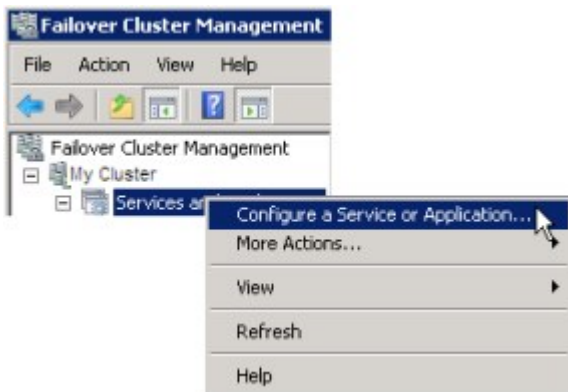 Failover Cluster Management
File Action View Help
Failover Cluster Management
My Cluster
Services
Configure a Service or Application...
More Actions...
View
Refresh
Help